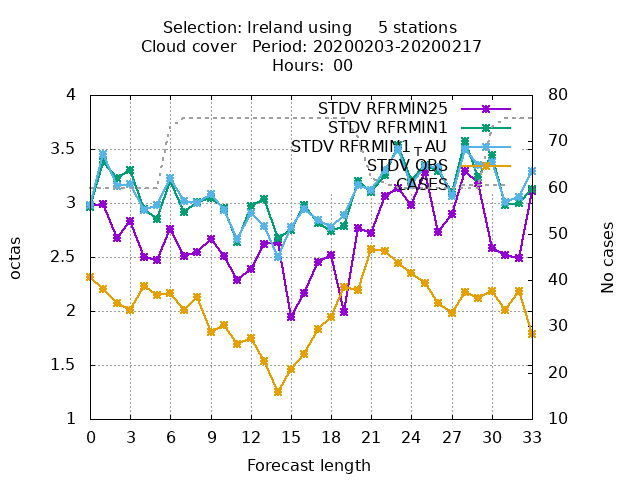 Selection: Ireland using 5 stations
Cloud cover Period: 20200203-20200217
Hours: 00
STDV RFRMIN25
STDV RFRMIN1
STDV RFRMIN1┬AU
STDV OBS
CASES
4
3.5
3
2.5
2
1.5
1
octas
80
70
60
50
40
30
20
10
No cases
0 3 6 9 12 15 18 21 24 27 30 33
Forecast length